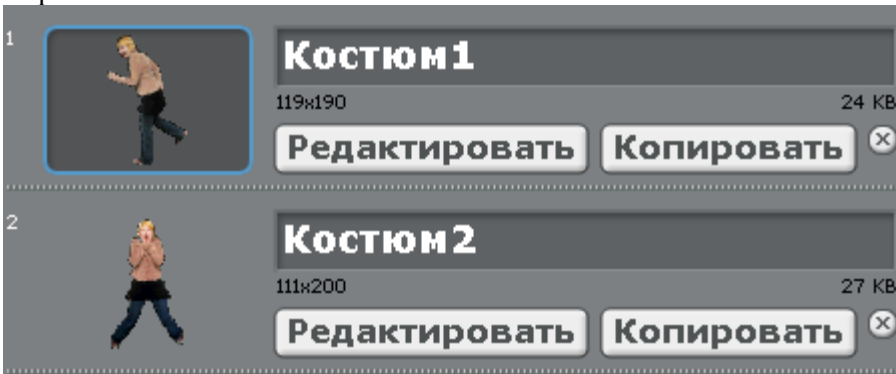 1
Костюм1
119x190 24 KB
Редактировать Копировать
2
Костюм2
111x200 27 KB
Редактировать Копировать